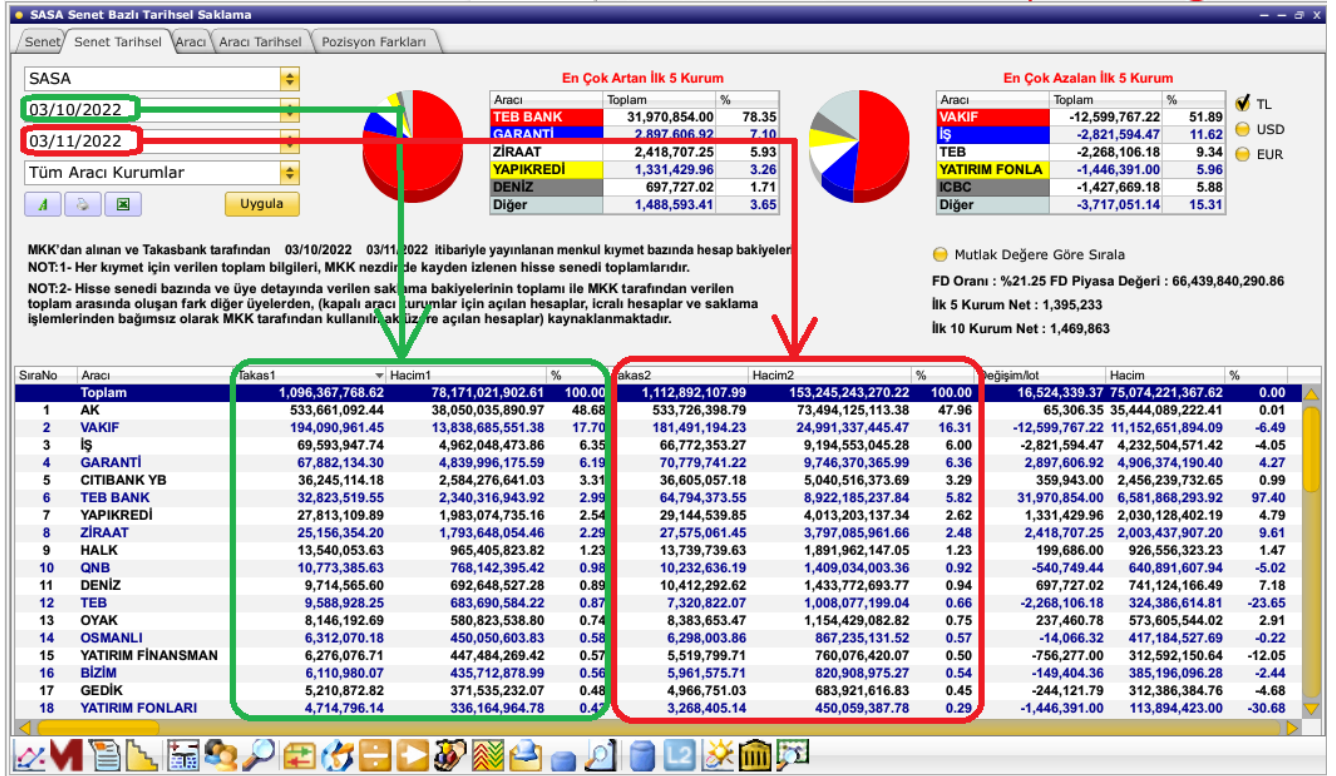 SASA Senet Bazlı Tarihsel Saklama
Senet Senet Tarihsel Aracı Aracı Tarihsel Pozisyon Farkları
SASA
03/10/2022
03/11/2022
Tüm Aracı Kurumlar
Uygula
En Çok Artan İlk 5 Kurum
Aracı Toplam %
TEB BANK 31,970,854.00 78.35
GARANTİ 2,897,606.92 7.10
ZİRAAT 2,418,707.25 5.93
YAPIKREDİ 1,331,429.96 3.26
DENİZ 697,727.02 1.71
Diğer 1,488,593.41 3.65
En Çok Azalan İlk 5 Kurum
Aracı Toplam %
VAKIF -12,599,767.22 51.89
İŞ -2,821,594.47 11.62
TEB -2,268,106.18 9.34
YATIRIM FONLA -1,446,391.00 5.96
ICBC -1,427,669.18 5.88
Diğer -3,717,051.14 15.31
TL
USD
EUR
MKK'dan alınan ve Takasbank tarafından 03/10/2022 03/11/2022 itibariyle yayınlanan menkul kıymet bazında hesap bakiyeler
NOT:1- Her kıymet için verilen toplam bilgileri, MKK nezdinde kayden izlenen hisse senedi toplamlarıdır.
NOT:2- Hisse senedi bazında ve üye detayında verilen saklama bakiyelerinin toplamı ile MKK tarafından verilen
toplam arasında oluşan fark diğer üyelerden, (kapalı aracı kurumlar için açılan hesaplar, icralı hesaplar ve saklama
işlemlerinden bağımsız olarak MKK tarafından kullanılmak üzere açılan hesaplar) kaynaklanmaktadır.
Mutlak Değere Göre Sırala
FD Oranı : %21.25 FD Piyasa Değeri : 66,439,840,290.86
İlk 5 Kurum Net : 1,395,233
İlk 10 Kurum Net : 1,469,863
SıraNo Aracı Takas1 Hacim1 % Takas2 Hacim2 % Değişim/lot Hacim %
Toplam 1,096,367,768.62 78,171,021,902.61 100.00 1,112,892,107.99 153,245,243,270.22 100.00 16,524,339.37 75,074,221,367.62 0.00
1 AK 533,661,092.44 38,050,035,890.97 48.68 533,726,398.79 73,494,125,113.38 47.96 65,306.35 35,444,089,222.41 0.01
2 VAKIF 194,090,961.45 13,838,685,551.38 17.70 181,491,194.23 24,991,337,445.47 16.31 -12,599,767.22 11,152,651,894.09 -6.49
3 İŞ 69,593,947.74 4,962,048,473.86 6.35 66,772,353.27 9,194,553,045.28 6.00 -2,821,594.47 4,232,504,571.42 -4.05
4 GARANTİ 67,882,134.30 4,839,996,175.59 6.19 70,779,741.22 9,746,370,365.99 6.36 2,897,606.92 4,906,374,190.40 4.27
5 CITIBANK YB 36,245,114.18 2,584,276,641.03 3.31 36,605,057.18 5,040,516,373.69 3.29 359,943.00 2,456,239,732.65 0.99
6 TEB BANK 32,823,519.55 2,340,316,943.92 2.99 64,794,373.55 8,922,185,237.84 5.82 31,970,854.00 6,581,868,293.92 97.40
7 YAPIKREDİ 27,813,109.89 1,983,074,735.16 2.54 29,144,539.85 4,013,203,137.34 2.62 1,331,429.96 2,030,128,402.19 4.79
8 ZİRAAT 25,156,354.20 1,793,648,054.46 2.29 27,575,061.45 3,797,085,961.66 2.48 2,418,707.25 2,003,437,907.20 9.61
9 HALK 13,540,053.63 965,405,823.82 1.23 13,739,739.63 1,891,962,147.05 1.23 199,686.00 926,556,323.23 1.47
10 QNB 10,773,385.63 768,142,395.42 0.98 10,232,636.19 1,409,034,003.36 0.92 -540,749.44 640,891,607.94 -5.02
11 DENİZ 9,714,565.60 692,648,527.28 0.89 10,412,292.62 1,433,772,693.77 0.94 697,727.02 741,124,166.49 7.18
12 TEB 9,588,928.25 683,690,584.22 0.87 7,320,822.07 1,008,077,199.04 0.66 -2,268,106.18 324,386,614.81 -23.65
13 OYAK 8,146,192.69 580,823,538.80 0.74 8,383,653.47 1,154,429,082.82 0.75 237,460.78 573,605,544.02 2.91
14 OSMANLI 6,312,070.18 450,050,603.83 0.58 6,298,003.86 867,235,131.52 0.57 -14,066.32 417,184,527.69 -0.22
15 YATIRIM FİNANSMAN 6,276,076.71 447,484,269.42 0.57 5,519,799.71 760,076,420.07 0.50 -756,277.00 312,592,150.64 -12.05
16 BİZİM 6,110,980.07 435,712,878.99 0.56 5,961,575.71 820,908,975.27 0.54 -149,404.36 385,196,096.28 -2.44
17 GEDİK 5,210,872.82 371,535,232.07 0.48 4,966,751.03 683,921,616.83 0.45 -244,121.79 312,386,384.76 -4.68
18 YATIRIM FONLARI 4,714,796.14 336,164,964.78 3,268,405.14 450,059,387.78 0.29 -1,446,391.00 113,894,423.00 -30.68
L2